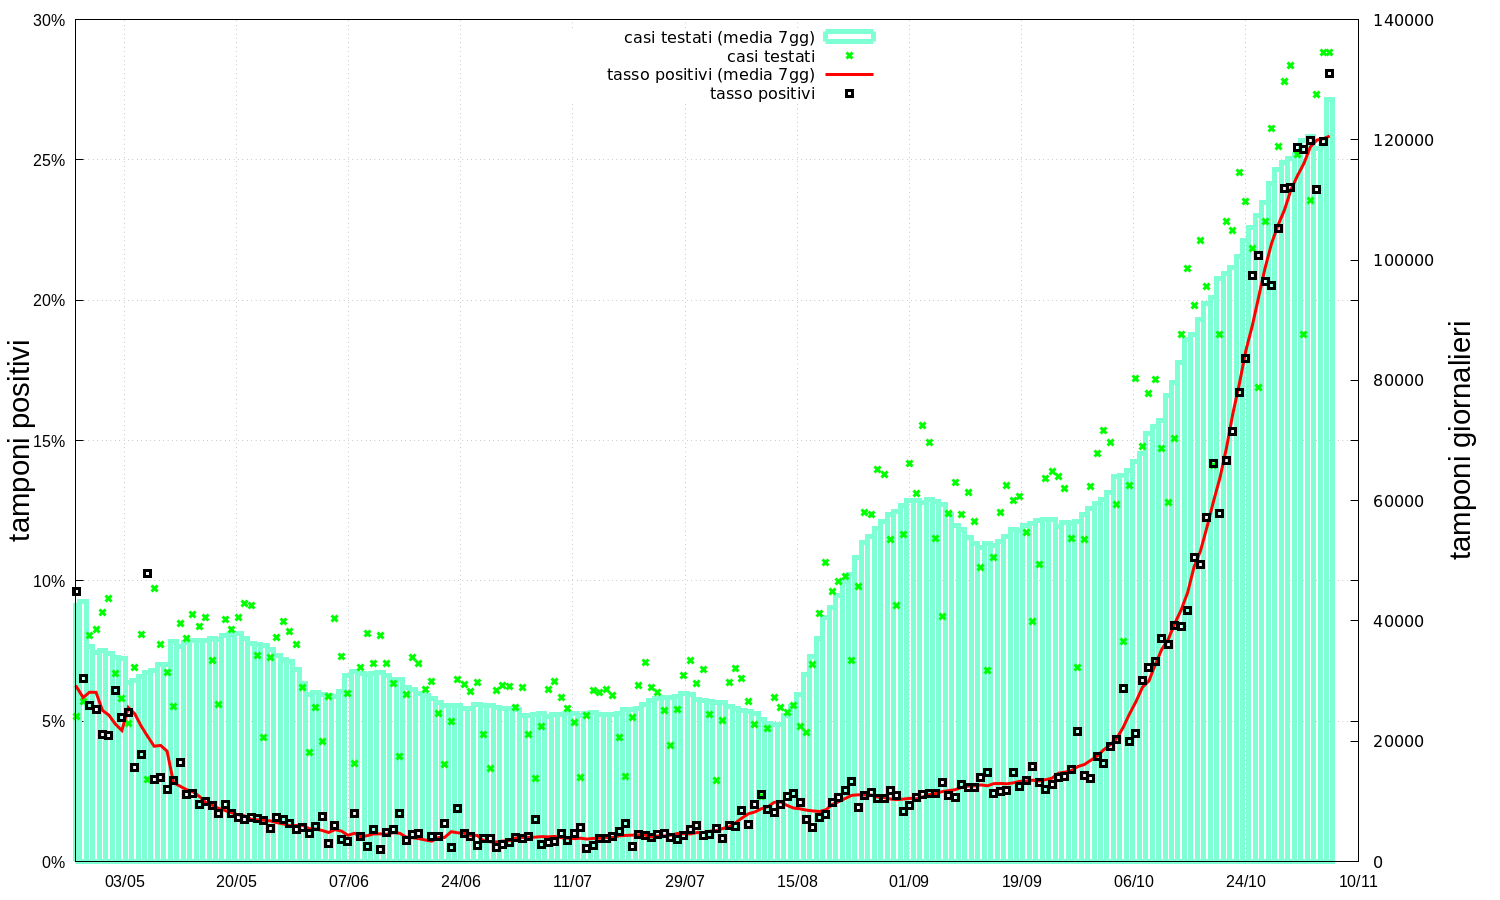 casi testati (media 7gg)
casi testati
tasso positivi (media 7gg)
tasso positivi
tamponi positivi
30%
25%
20%
15%
10%
5%
0%
140000
120000
100000
80000
60000
40000
20000
0
tamponi giornalieri
03/05 20/05 07/06 24/06 11/07 29/07 15/08 01/09 19/09 06/10 24/10 10/11